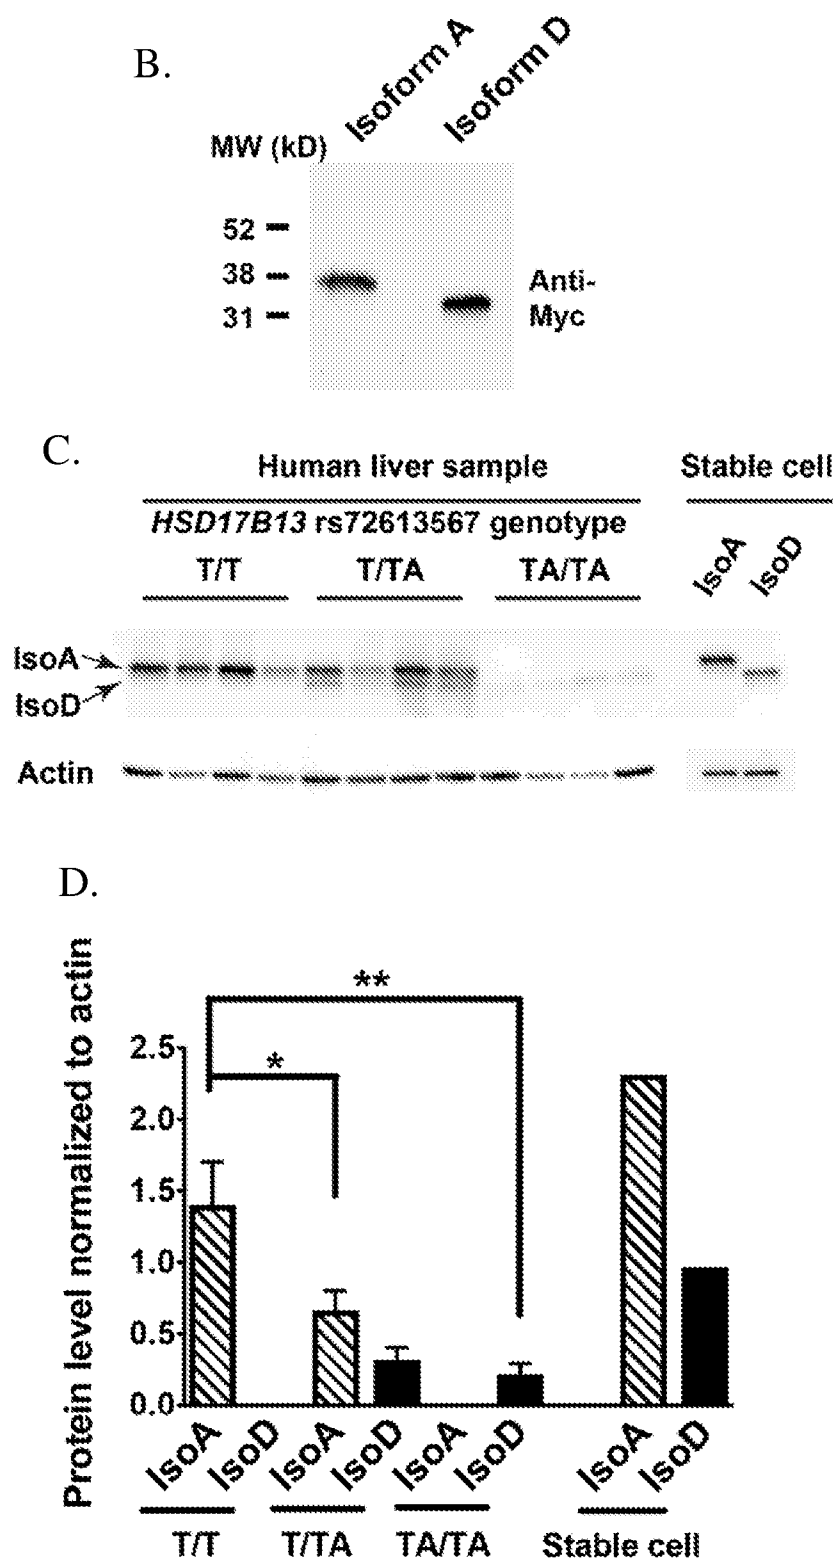 B.
Isoform A
Isoform D
MW (kD)
52
38
31
Anti-
Myc
C.
Human liver sample
Stable cell
HSD17B13 rs72613567 genotype
T/T
T/TA
TA/TA
IsoA
IsoD
IsoA
IsoD
Actin
D.
Protein level normalized to actin
**
*
2.5
2.0
1.5
1.0
0.5
0.0
IsoA
IsoD
IsoA
IsoD
IsoA
IsoD
IsoA
IsoD
T/T
T/TA
TA/TA
Stable cell